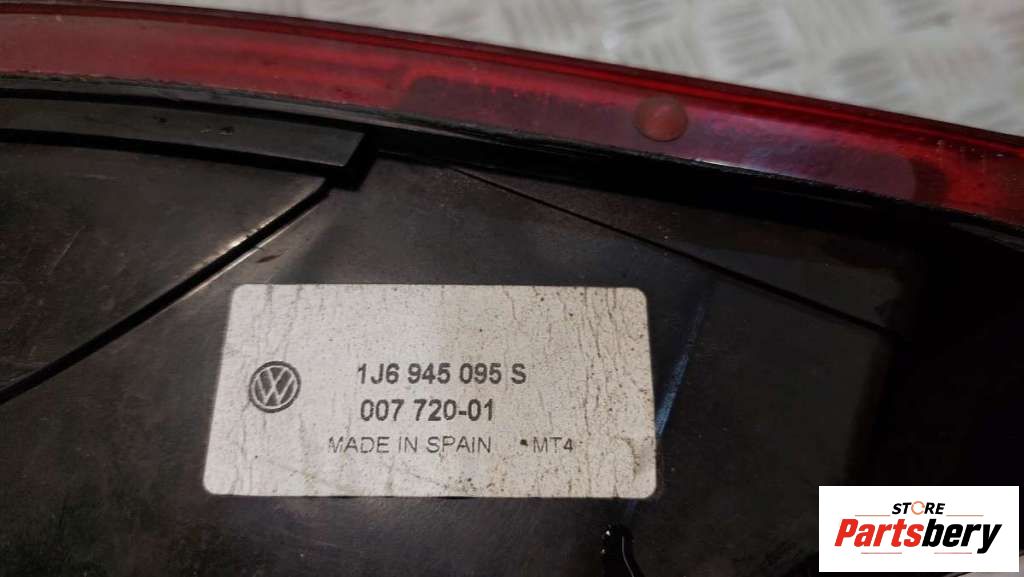 1J6 945 095 S
007 720-01
MADE IN SPAIN *MT4
STORE
Partsbery